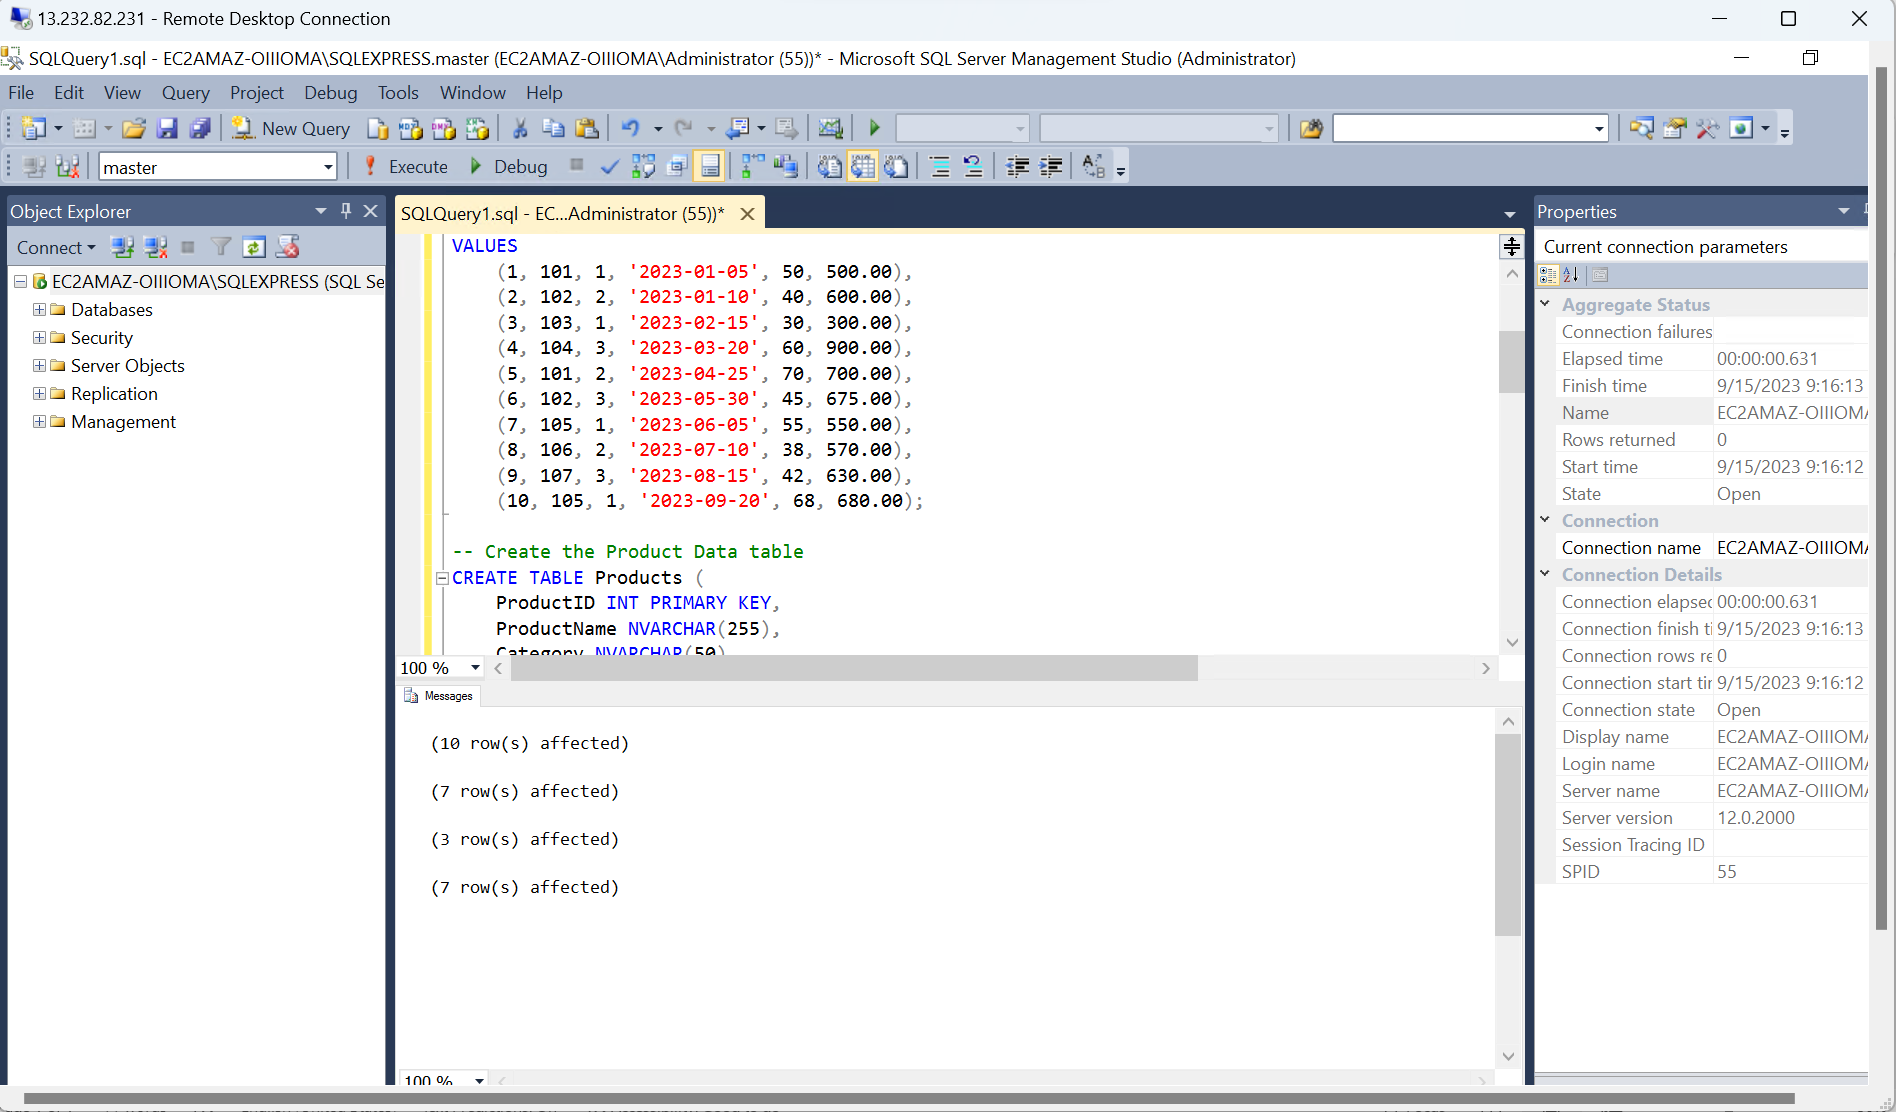 13.232.82.231 - Remote Desktop Connection
SQLQuery1.sql - EC2AMAZ-OIIIOMA\SQLEXPRESS.master (EC2AMAZ-OIIIOMA\Administrator (55))* - Microsoft SQL Server Management Studio (Administrator)
File Edit View Query Project Debug Tools Window Help
New Query
master Execute Debug
Object Explorer
Connect
EC2AMAZ-OIIIOMA\SQLEXPRESS (SQL Se
Databases
Security
Server Objects
Replication
Management
SQLQuery1.sql - EC...Administrator (55))*
VALUES
(1, 101, 1, '2023-01-05', 50, 500.00),
(2, 102, 2, '2023-01-10', 40, 600.00),
(3, 103, 1, '2023-02-15', 30, 300.00),
(4, 104, 3, '2023-03-20', 60, 900.00),
(5, 101, 2, '2023-04-25', 70, 700.00),
(6, 102, 3, '2023-05-30', 45, 675.00),
(7, 105, 1, '2023-06-05', 55, 550.00),
(8, 106, 2, '2023-07-10', 38, 570.00),
(9, 107, 3, '2023-08-15', 42, 630.00),
(10, 105, 1, '2023-09-20', 68, 680.00);
-- Create the Product Data table
CREATE TABLE Products (
ProductID INT PRIMARY KEY,
ProductName NVARCHAR(255),
Category NVARCHAR(50)
100 %
Messages
(10 row(s) affected)
(7 row(s) affected)
(3 row(s) affected)
(7 row(s) affected)
100 %
Properties
Current connection parameters
Aggregate Status
Connection failures
Elapsed time 00:00:00.631
Finish time 9/15/2023 9:16:13
Name EC2AMAZ-OIIIOMA
Rows returned 0
Start time 9/15/2023 9:16:12
State Open
Connection
Connection name EC2AMAZ-OIIIOMA
Connection Details
Connection elapsec 00:00:00.631
Connection finish ti 9/15/2023 9:16:13
Connection rows re 0
Connection start tir 9/15/2023 9:16:12
Connection state Open
Display name EC2AMAZ-OIIIOMA
Login name EC2AMAZ-OIIIOMA
Server name EC2AMAZ-OIIIOMA
Server version 12.0.2000
Session Tracing ID
SPID 55